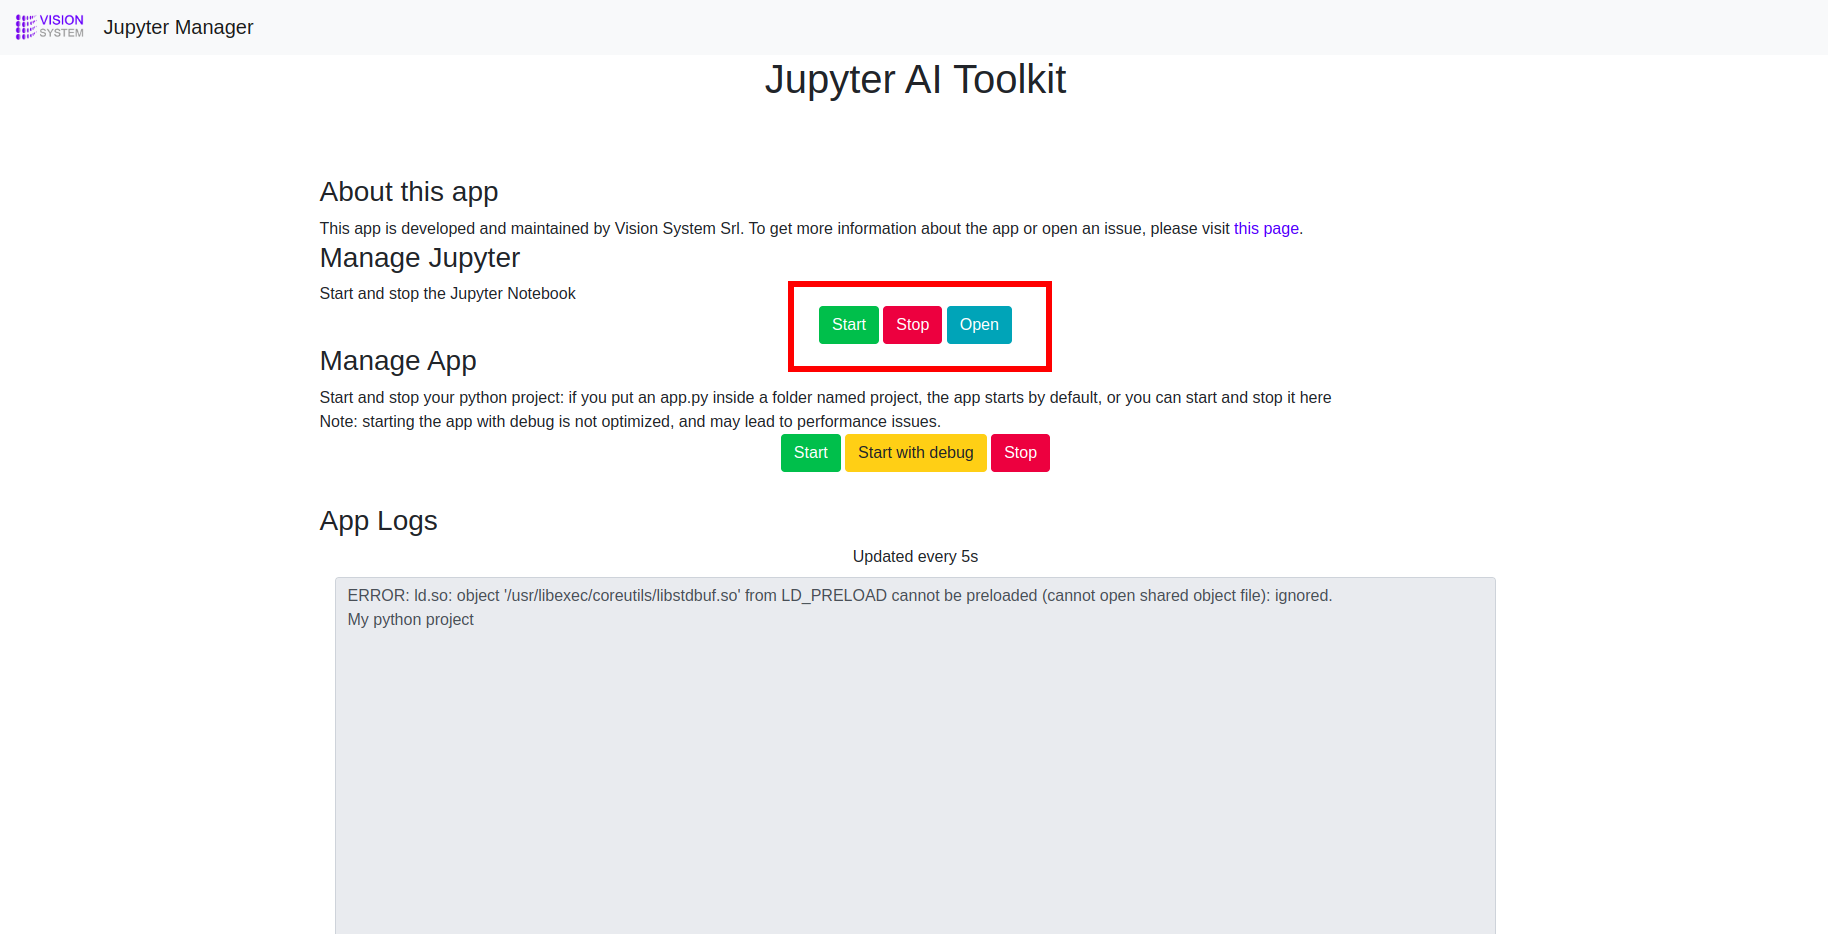 VISION
SYSTEM
Jupyter Manager
Jupyter AI Toolkit
About this app
This app is developed and maintained by Vision System Srl. To get more information about the app or open an issue, please visit this page.
Manage Jupyter
Start and stop the Jupyter Notebook
Start Stop Open
Manage App
Start and stop your python project: if you put an app.py inside a folder named project, the app starts by default, or you can start and stop it here
Note: starting the app with debug is not optimized, and may lead to performance issues.
Start Start with debug Stop
App Logs
Updated every 5s
ERROR: ld.so: object '/usr/libexec/coreutils/libstdbuf.so' from LD_PRELOAD cannot be preloaded (cannot open shared object file): ignored.
My python project